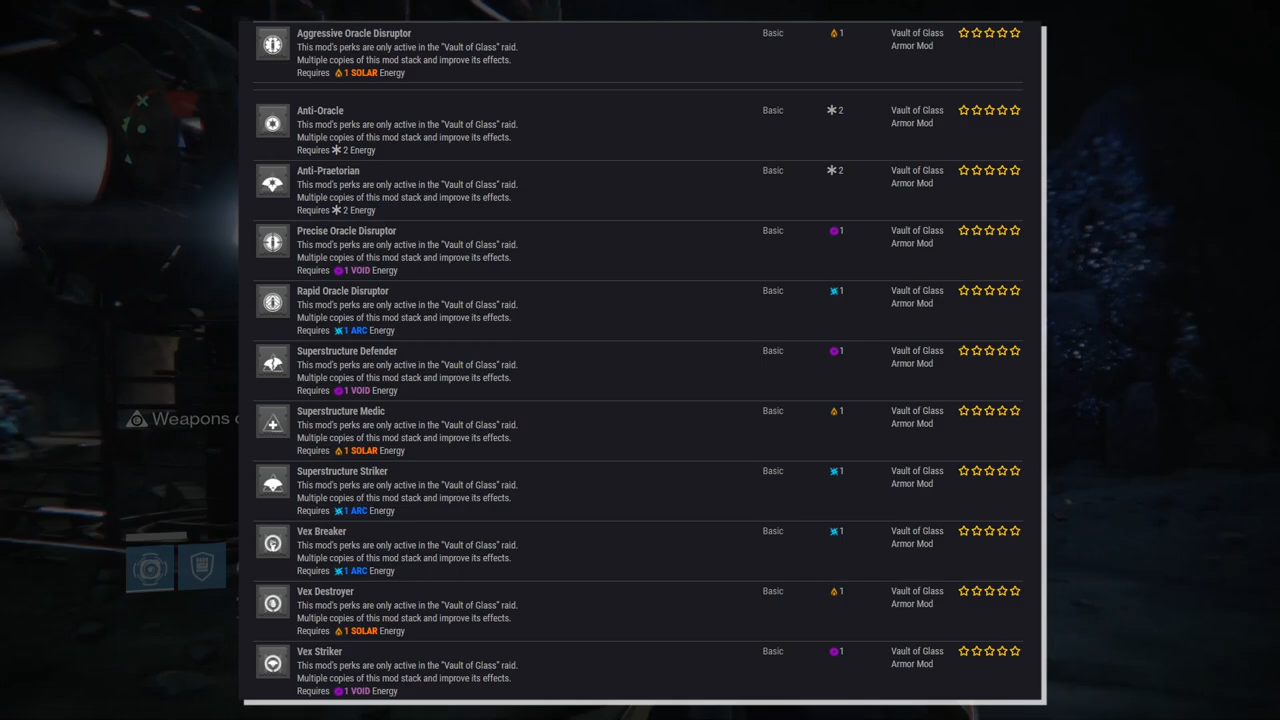 Aggressive Oracle Disruptor Basic 1 Vault of Glass
This mod's perks are only active in the "Vault of Glass" raid. Armor Mod
Multiple copies of this mod stack and improve its effects.
Requires 1 SOLAR Energy
Anti-Oracle Basic 2 Vault of Glass
This mod's perks are only active in the "Vault of Glass" raid. Armor Mod
Multiple copies of this mod stack and improve its effects.
Requires 2 Energy
Anti-Praetorian Basic 2 Vault of Glass
This mod's perks are only active in the "Vault of Glass" raid. Armor Mod
Multiple copies of this mod stack and improve its effects.
Requires 2 Energy
Precise Oracle Disruptor Basic 1 Vault of Glass
This mod's perks are only active in the "Vault of Glass" raid. Armor Mod
Multiple copies of this mod stack and improve its effects.
Requires 1 VOID Energy
Rapid Oracle Disruptor Basic 1 Vault of Glass
This mod's perks are only active in the "Vault of Glass" raid. Armor Mod
Multiple copies of this mod stack and improve its effects.
Requires 1 ARC Energy
Superstructure Defender Basic 1 Vault of Glass
This mod's perks are only active in the "Vault of Glass" raid. Armor Mod
Multiple copies of this mod stack and improve its effects.
Requires 1 VOID Energy
Superstructure Medic Basic 1 Vault of Glass
This mod's perks are only active in the "Vault of Glass" raid. Armor Mod
Multiple copies of this mod stack and improve its effects.
Requires 1 SOLAR Energy
Weapons
Superstructure Striker Basic 1 Vault of Glass
This mod's perks are only active in the "Vault of Glass" raid. Armor Mod
Multiple copies of this mod stack and improve its effects.
Requires 1 ARC Energy
Vex Breaker Basic 1 Vault of Glass
This mod's perks are only active in the "Vault of Glass" raid. Armor Mod
Multiple copies of this mod stack and improve its effects.
Requires 1 ARC Energy
Vex Destroyer Basic 1 Vault of Glass
This mod's perks are only active in the "Vault of Glass" raid. Armor Mod
Multiple copies of this mod stack and improve its effects.
Requires 1 SOLAR Energy
Vex Striker Basic 1 Vault of Glass
This mod's perks are only active in the "Vault of Glass" raid. Armor Mod
Multiple copies of this mod stack and improve its effects.
Requires 1 VOID Energy